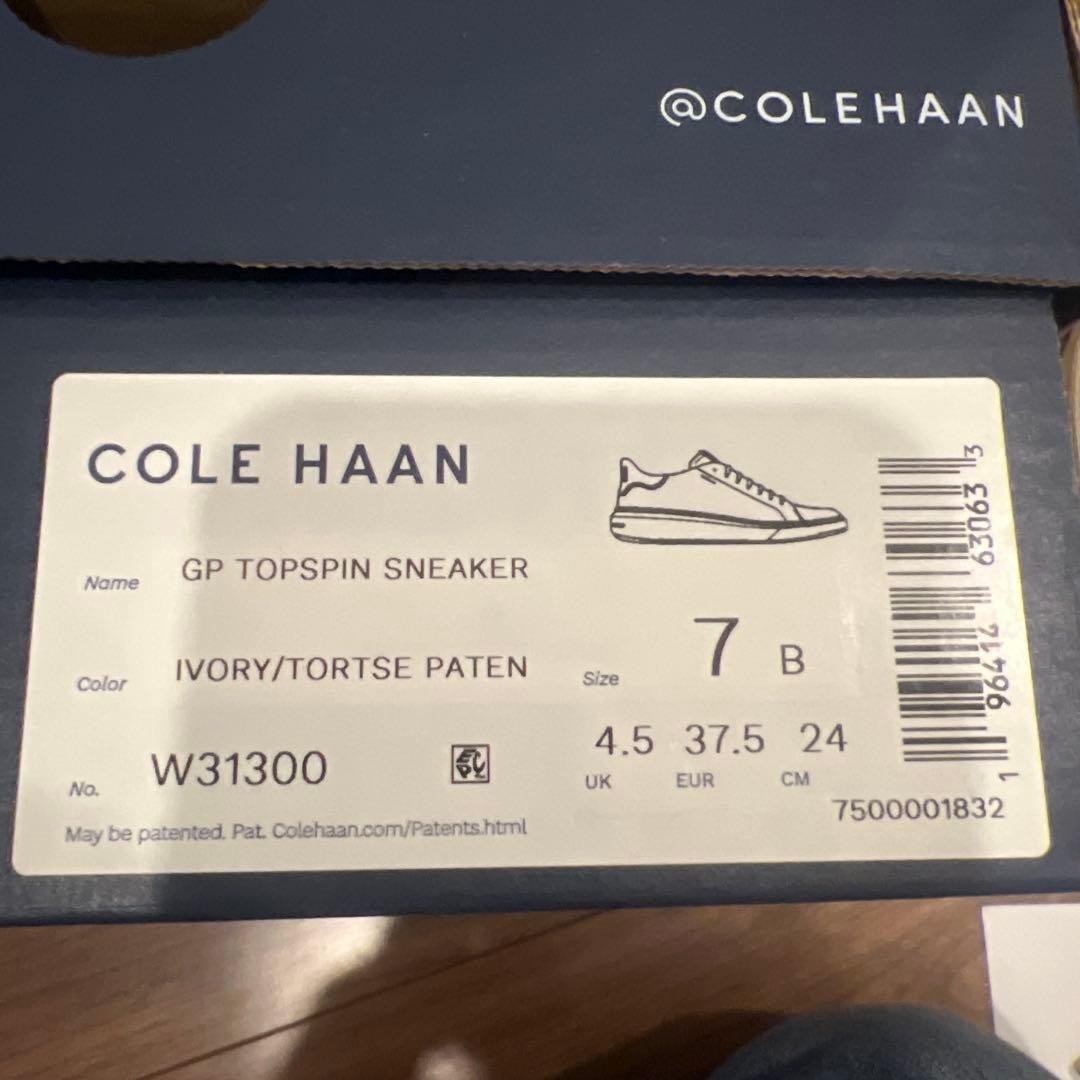 @COLEHAAN
COLE HAAN
Name GP TOPSPIN SNEAKER
Color IVORY/TORTSE PATEN
Size 7 B
No. W31300
4.5 37.5 24
UK EUR CM
May be patented. Pat. Colehaan.com/Patents.html
1 96414 63063 3
7500001832